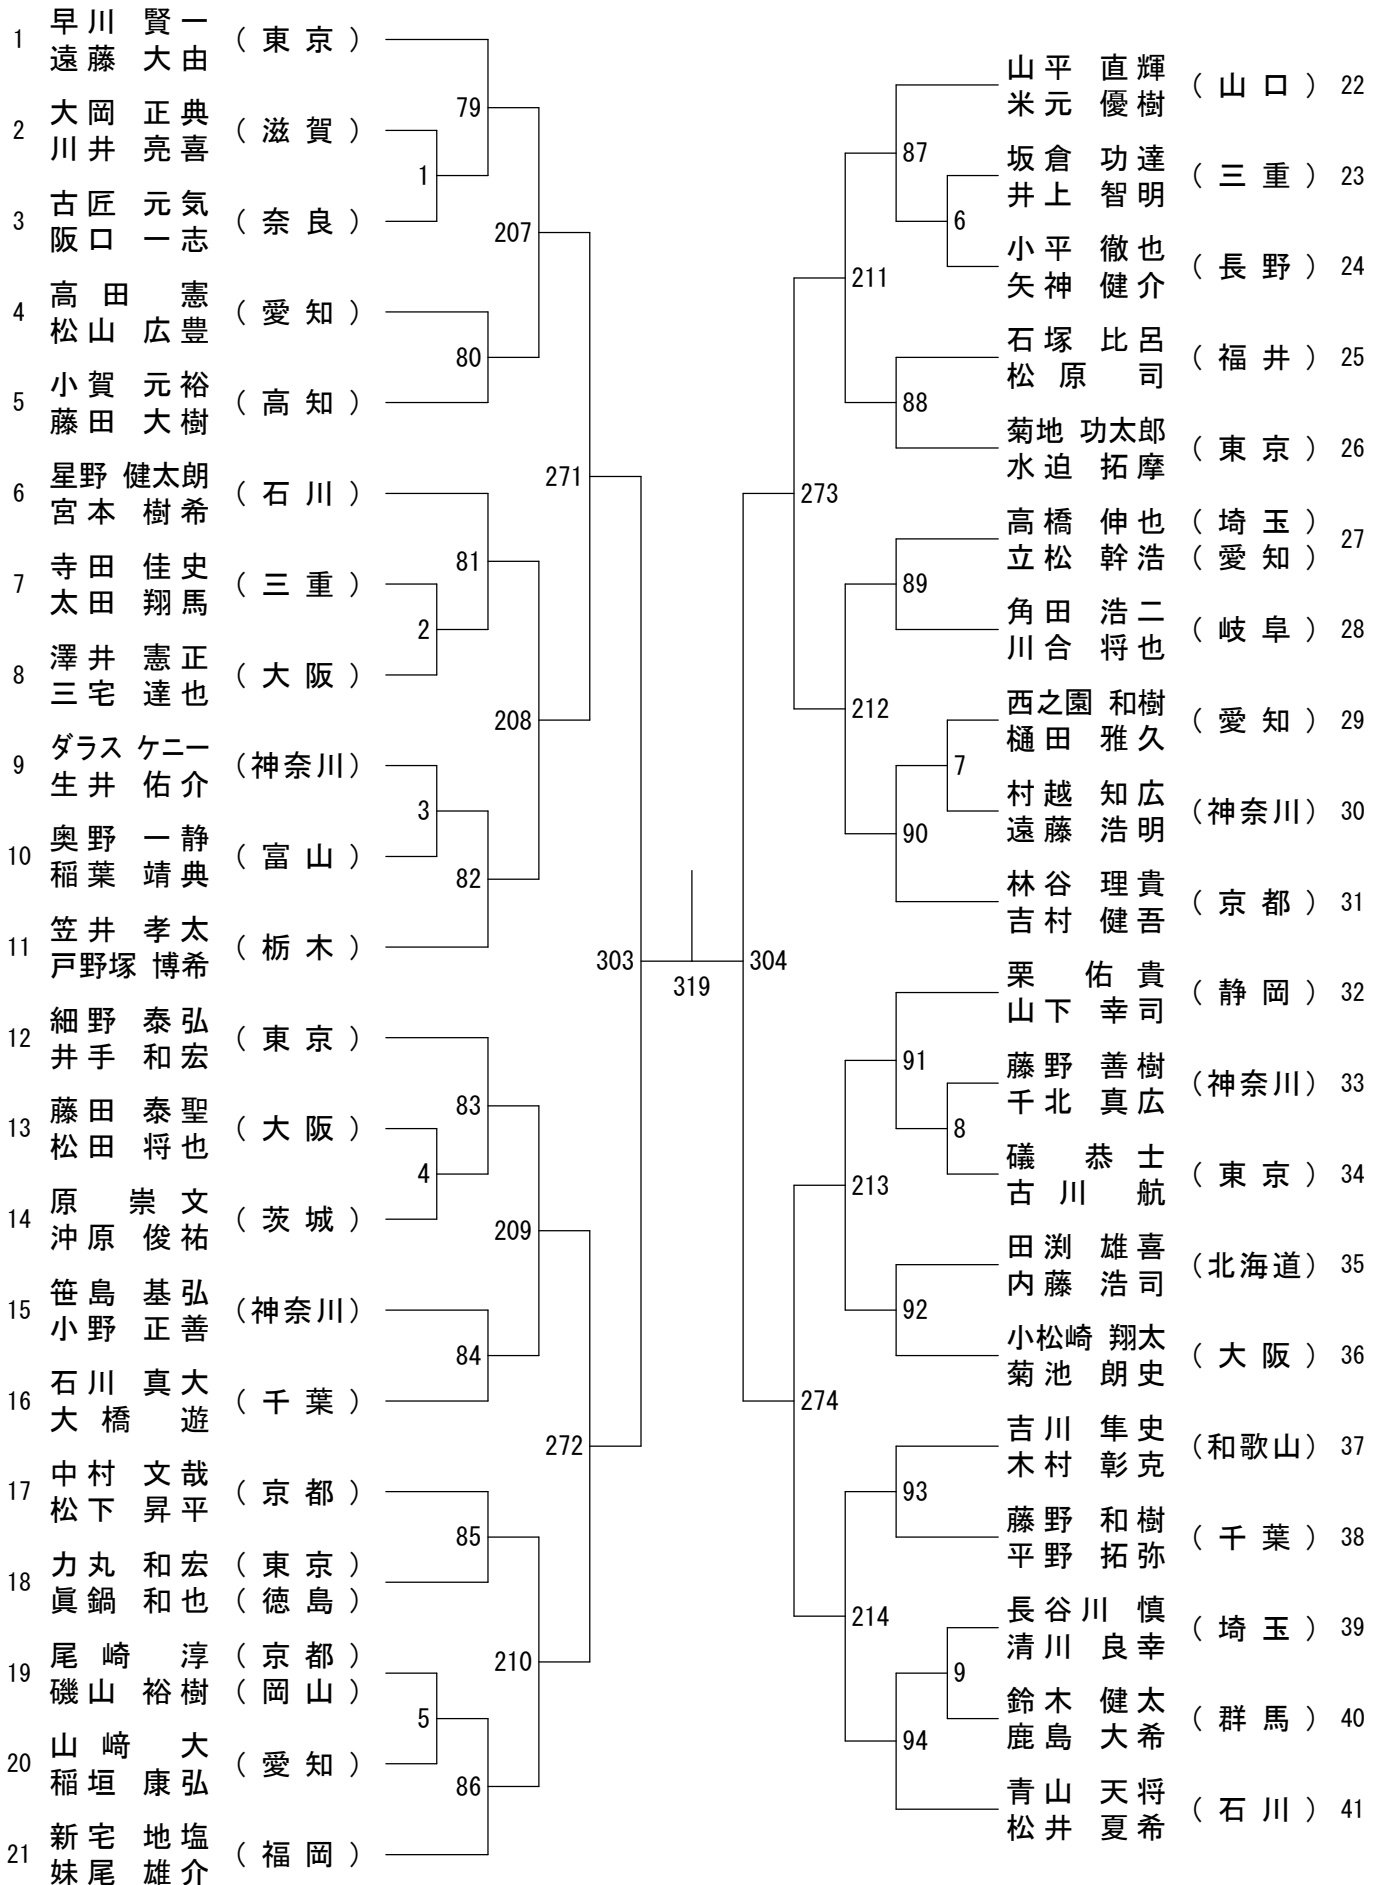 1 早川 賢一 (東京)
遠藤 大由
79
2 大岡 正典 (滋賀)
川井 亮喜
1
3 古匠 元気 (奈良)
阪口 一志
207
4 高田 憲 (愛知)
松山 広豊
80
5 小賀 元裕 (高知)
藤田 大樹
271
6 星野 健太朗 (石川)
宮本 樹希
81
7 寺田 佳史 (三重)
太田 翔馬
2
8 澤井 憲正 (大阪)
三宅 達也
208
9 ダラス ケニー (神奈川)
生井 佑介
3
10 奥野 一静 (富山)
稲葉 靖典
82
11 笠井 孝太 (栃木)
戸野塚 博希
303
319
304
12 細野 泰弘 (東京)
井手 和宏
83
13 藤田 泰聖 (大阪)
松田 将也
4
14 原 崇文 (茨城)
沖原 俊祐
209
15 笹島 基弘 (神奈川)
小野 正善
84
16 石川 真大 (千葉)
大橋 遊
272
17 中村 文哉 (京都)
松下 昇平
85
18 力丸 和宏 (東京)
眞鍋 和也 (徳島)
210
19 尾崎 淳 (京都)
磯山 裕樹 (岡山)
5
20 山﨑 大 (愛知)
稲垣 康弘
86
21 新宅 地塩 (福岡)
妹尾 雄介
山平 直輝 (山口) 22
米元 優樹
87
坂倉 功達 (三重) 23
井上 智明
6
小平 徹也 (長野) 24
矢神 健介
211
石塚 比呂 (福井) 25
松原 司
88
菊地 功太郎 (東京) 26
水迫 拓摩
273
高橋 伸也 (埼玉) 27
立松 幹浩 (愛知)
89
角田 浩二 (岐阜) 28
川合 将也
212
西之園 和樹 (愛知) 29
樋田 雅久
7
村越 知広 (神奈川) 30
遠藤 浩明
90
林谷 理貴 (京都) 31
吉村 健吾
栗 佑貴 (静岡) 32
山下 幸司
91
藤野 善樹 (神奈川) 33
千北 真広
8
礒 恭士 (東京) 34
古川 航
213
田渕 雄喜 (北海道) 35
内藤 浩司
92
小松崎 翔太 (大阪) 36
菊池 朗史
274
吉川 隼史 (和歌山) 37
木村 彰克
93
藤野 和樹 (千葉) 38
平野 拓弥
214
長谷川 慎 (埼玉) 39
清川 良幸
9
鈴木 健太 (群馬) 40
鹿島 大希
94
青山 天将 (石川) 41
松井 夏希